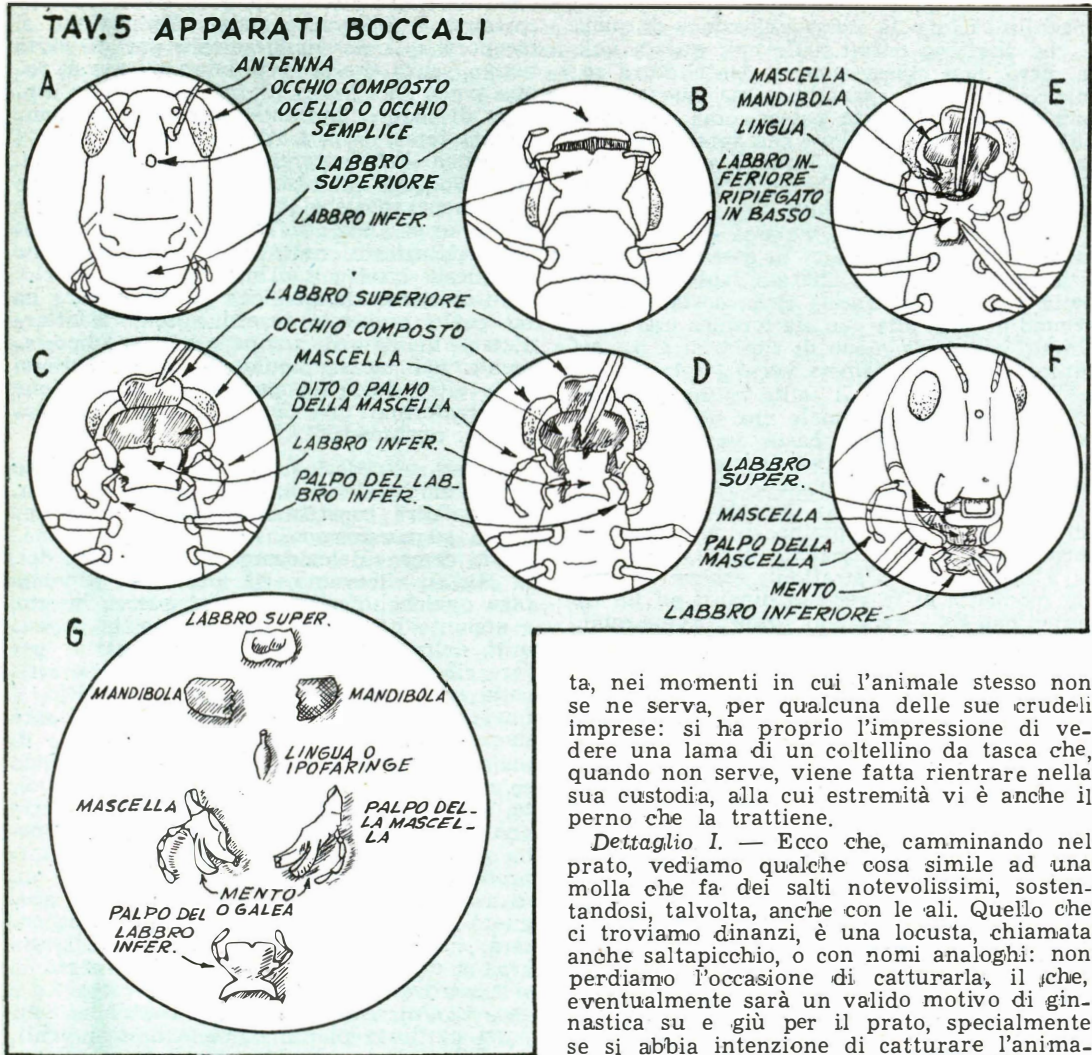 TAV. 5 APPARATI BOCCALI
A
ANTENNA
OCCHIO COMPOSTO
OCELLO O OCCHIO
SEMPLICE
LABBRO
SUPERIORE
LABBRO INFER.
B
MASCELLA
MANDIBOLA
LINGUA
LABBRO IN-
FERIORE
RIPIEGATO
IN BASSO
E
C
LABBRO SUPERIORE
OCCHIO COMPOSTO
MASCELLA
DITO O PALMO
DELLA MASCELLA
LABBRO INFER.
PALPO DEL LAB-
BRO INFER.
D
F
LABBRO
SUPER.
MASCELLA
PALPO DELLA
MASCELLA
MENTO
LABBRO INFERIORE
G
LABBRO SUPER.
MANDIBOLA
MANDIBOLA
LINGUA O
IPOFARINGE
MASCELLA
PALPO DEL-
LA MASCEL-
LA
MENTO
O GALEA
PALPO DEL
LABBRO
INFER.
ta, nei momenti in cui l'animale stesso non
se ne serva, per qualcuna delle sue crudeli
imprese: si ha proprio l'impressione di ve-
dere una lama di un coltellino da tasca che,
quando non serve, viene fatta rientrare nella
sua custodia, alla cui estremità vi è anche il
perno che la trattiene.
Dettaglio I. — Ecco che, camminando nel
prato, vediamo qualche cosa simile ad una
molla che fa dei salti notevolissimi, sosten-
tandosi, talvolta, anche con le ali. Quello che
ci troviamo dinanzi, è una locusta, chiamata
anche saltapicchio, o con nomi analoghi: non
perdiamo l'occasione di catturarla, il che,
eventualmente sarà un valido motivo di gin-
nastica su e giù per il prato, specialmente
se si abbia intenzione di catturare l'anima-